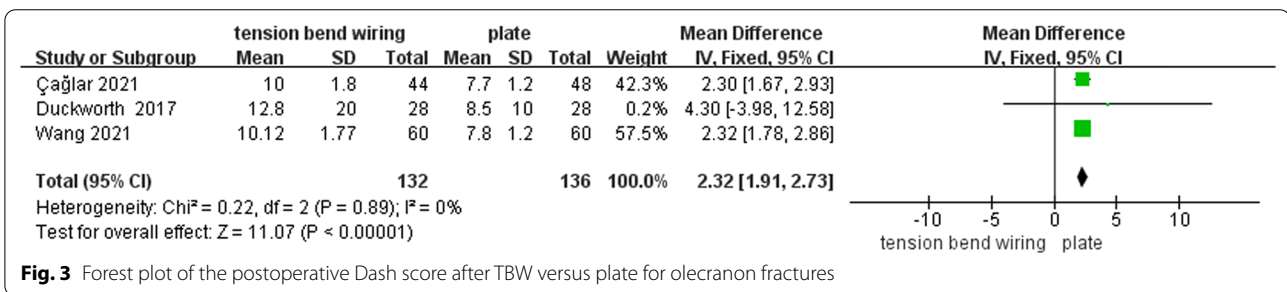 tension bend wiring plate Mean Difference Mean Difference
Study or Subgroup Mean SD Total Mean SD Total Weight IV, Fixed, 95% CI IV, Fixed, 95% CI
Çağlar 2021 10 1.8 44 7.7 1.2 48 42.3% 2.30 [1.67, 2.93]
Duckworth 2017 12.8 20 28 8.5 10 28 0.2% 4.30 [-3.98, 12.58]
Wang 2021 10.12 1.77 60 7.8 1.2 60 57.5% 2.32 [1.78, 2.86]
Total (95% CI) 132 136 100.0% 2.32 [1.91, 2.73]
Heterogeneity: Chi² = 0.22, df = 2 (P = 0.89); I² = 0%
Test for overall effect: Z = 11.07 (P < 0.00001)
-10 -5 0 5 10
tension bend wiring plate
Fig. 3 Forest plot of the postoperative Dash score after TBW versus plate for olecranon fractures